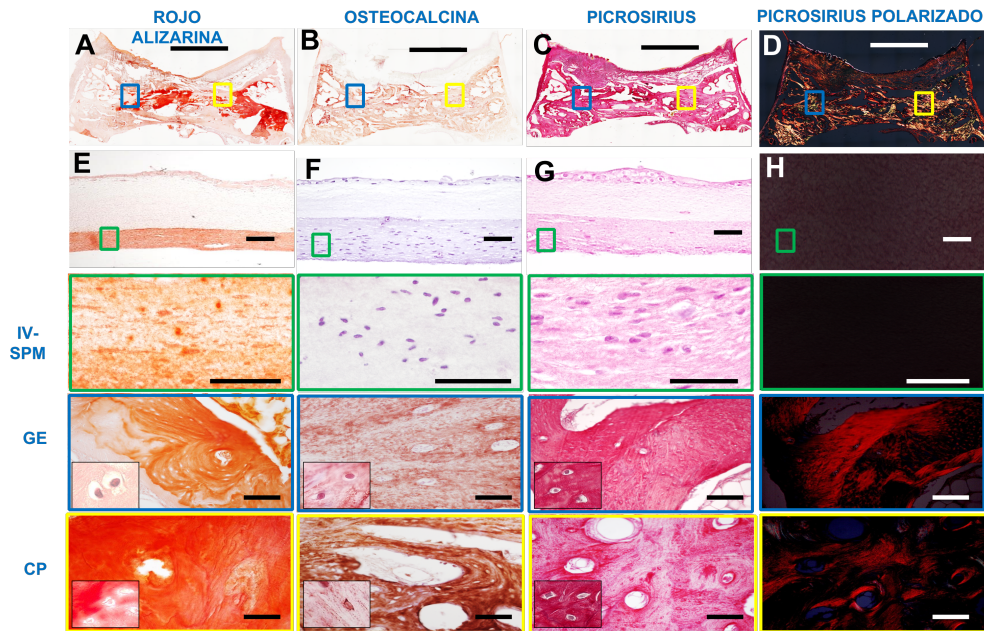 ROJO
ALIZARINA
OSTEOCALCINA
PICROSIRIUS
PICROSIRIUS POLARIZADO
A
B
C
D
E
F
G
H
IV-
SPM
GE
CP